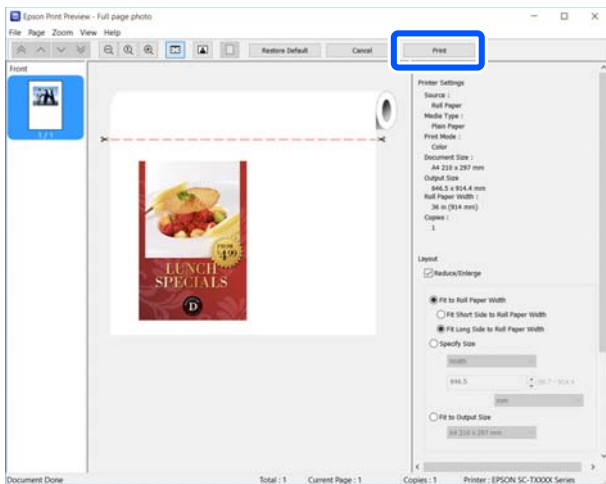 Epson Print Preview - Full page photo
File Page Zoom View Help
Restore Default Cancel Print
Front
1 / 1
FROM
$4.99
LUNCH
SPECIALS
D
Printer Settings
Source :
Roll Paper
Media Type :
Plain Paper
Print Mode :
Color
Document Size :
A4 210 x 297 mm
Output Size
646.5 x 914.4 mm
Roll Paper Width :
36 in (914 mm)
Copies :
1
Layout
Reduce/Enlarge
Fit to Roll Paper Width
Fit Short Side to Roll Paper Width
Fit Long Side to Roll Paper Width
Specify Size
Width
646.5
mm
Fit to Output Size
A4 210 x 297 mm
Document Done Total : 1 Current Page : 1 Copies : 1 Printer : EPSON SC-TXXXX Series